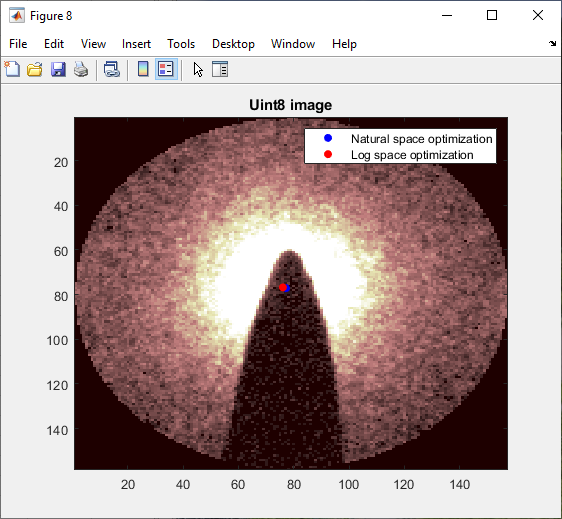 Figure 8
File Edit View Insert Tools Desktop Window Help
Uint8 image
Natural space optimization
Log space optimization
20
40
60
80
100
120
140
20 40 60 80 100 120 140